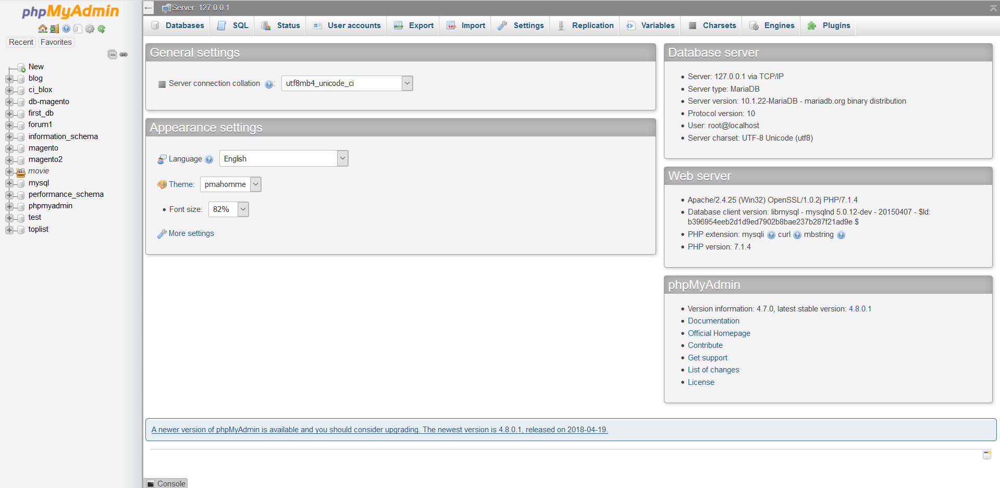 phpMyAdmin
Recent Favorites
New
blog
ci_blox
db-magento
first_db
forum1
information_schema
magento
magento2
movie
mysql
performance_schema
phpmyadmin
test
toplist
Server: 127.0.0.1
Databases SQL Status User accounts Export Import Settings Replication Variables Charsets Engines Plugins
General settings
Server connection collation : utf8mb4_unicode_ci
Appearance settings
Language English
Theme: pmahomme
Font size: 82%
More settings
Database server
Server: 127.0.0.1 via TCP/IP
Server type: MariaDB
Server version: 10.1.22-MariaDB - mariadb.org binary distribution
Protocol version: 10
User: root@localhost
Server charset: UTF-8 Unicode (utf8)
Web server
Apache/2.4.25 (Win32) OpenSSL/1.0.2j PHP/7.1.4
Database client version: libmysql - mysqlnd 5.0.12-dev - 20150407 - $Id:
b396954eeb2d1d9ed7902b8bae237b287f21ad9e $
PHP extension: mysqli curl mbstring
PHP version: 7.1.4
phpMyAdmin
Version information: 4.7.0, latest stable version: 4.8.0.1
Documentation
Official Homepage
Contribute
Get support
List of changes
License
A newer version of phpMyAdmin is available and you should consider upgrading. The newest version is 4.8.0.1, released on 2018-04-19.
Console